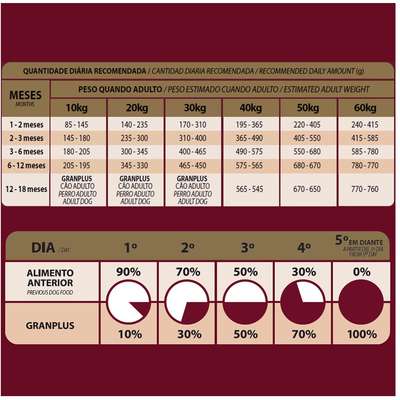 QUANTIDADE DIÁRIA RECOMENDADA / CANTIDAD DIARIA RECOMENDADA / RECOMMENDED DAILY AMOUNT (g)
MESES MONTHS PESO QUANDO ADULTO / PESO ESTIMADO CUANDO ADULTO / ESTIMATED ADULT WEIGHT
10kg 20kg 30kg 40kg 50kg 60kg
1 - 2 meses 85 - 145 140 - 235 170 - 310 195 - 365 220 - 405 240 - 415
2 - 3 meses 145 - 180 235 - 300 310 - 400 365 - 490 405 - 550 415 - 585
3 - 6 meses 180 - 205 300 - 345 400 - 465 490 - 575 550 - 680 585 - 780
6 - 12 meses 205 - 195 345 - 330 465 - 450 575 - 565 680 - 670 780 - 770
12 - 18 meses GRANPLUS GRANPLUS GRANPLUS 565 - 545 670 - 650 770 - 760
CÃO ADULTO CÃO ADULTO CÃO ADULTO
PERRO ADULTO PERRO ADULTO PERRO ADULTO
ADULT DOG ADULT DOG ADULT DOG
DIA / DAY 1º 2º 3º 4º 5º EM DIANTE
A PARTIR DEL 5º DÍA
FROM 5º DAY
ALIMENTO ANTERIOR 90% 70% 50% 30% 0%
PREVIOUS DOG FOOD
GRANPLUS 10% 30% 50% 70% 100%